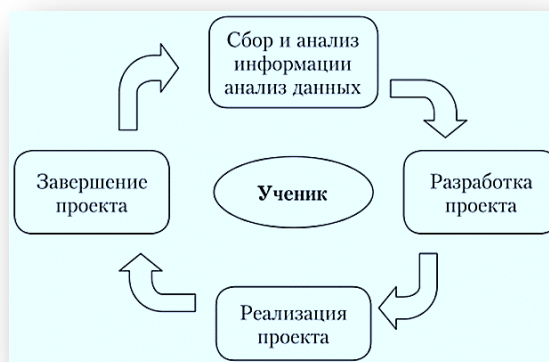 Сбор и анализ
информации
анализ данных
Завершение
проекта
Ученик
Разработка
проекта
Реализация
проекта